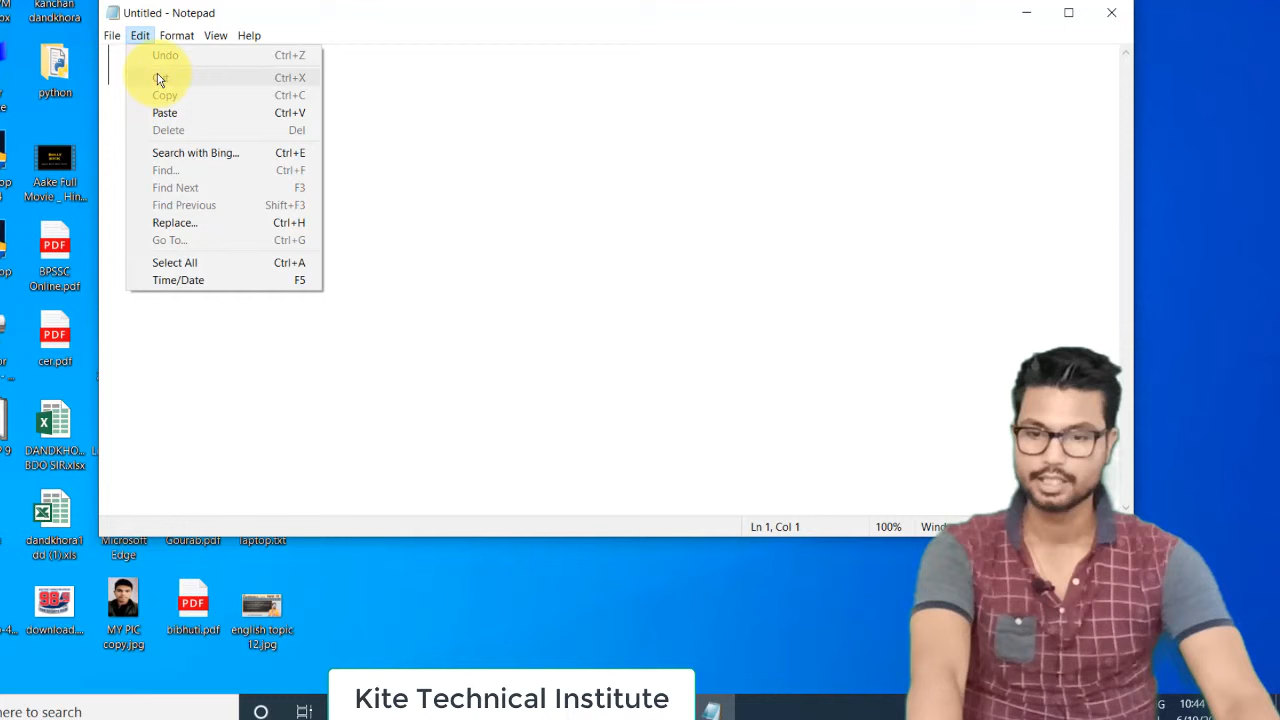 kanchan
dandkhora
Untitled - Notepad
File Edit Format View Help
Undo Ctrl+Z
Ctrl+X
Copy Ctrl+C
Paste Ctrl+V
Delete Del
Search with Bing... Ctrl+E
Find... Ctrl+F
Find Next F3
Find Previous Shift+F3
Replace... Ctrl+H
Go To... Ctrl+G
Select All Ctrl+A
Time/Date F5
python
Aake Full
Movie _ Hin...
PDF
BPSSC
Online.pdf
PDF
cer.pdf
DANDKHO...
BDO SIR.xlsx
dandkhora1
dd (1).xls
Microsoft
Edge
Gourab.pdf
laptop.txt
Ln 1, Col 1 100%
download....
MY PIC
copy.jpg
PDF
bibhuti.pdf
english topic
12.jpg
Kite Technical Institute
here to search
10:44